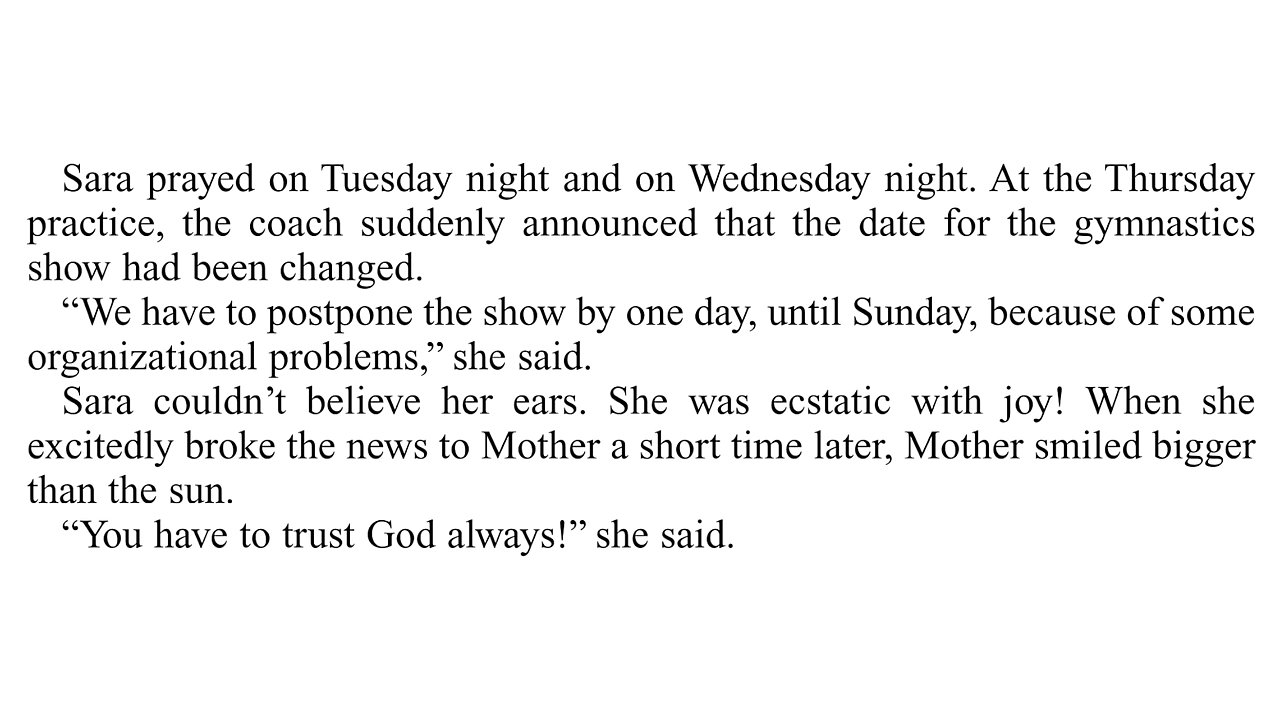 Sara prayed on Tuesday night and on Wednesday night. At the Thursday
practice, the coach suddenly announced that the date for the gymnastics
show had been changed.
“We have to postpone the show by one day, until Sunday, because of some
organizational problems,” she said.
Sara couldn’t believe her ears. She was ecstatic with joy! When she
excitedly broke the news to Mother a short time later, Mother smiled bigger
than the sun.
“You have to trust God always!” she said.